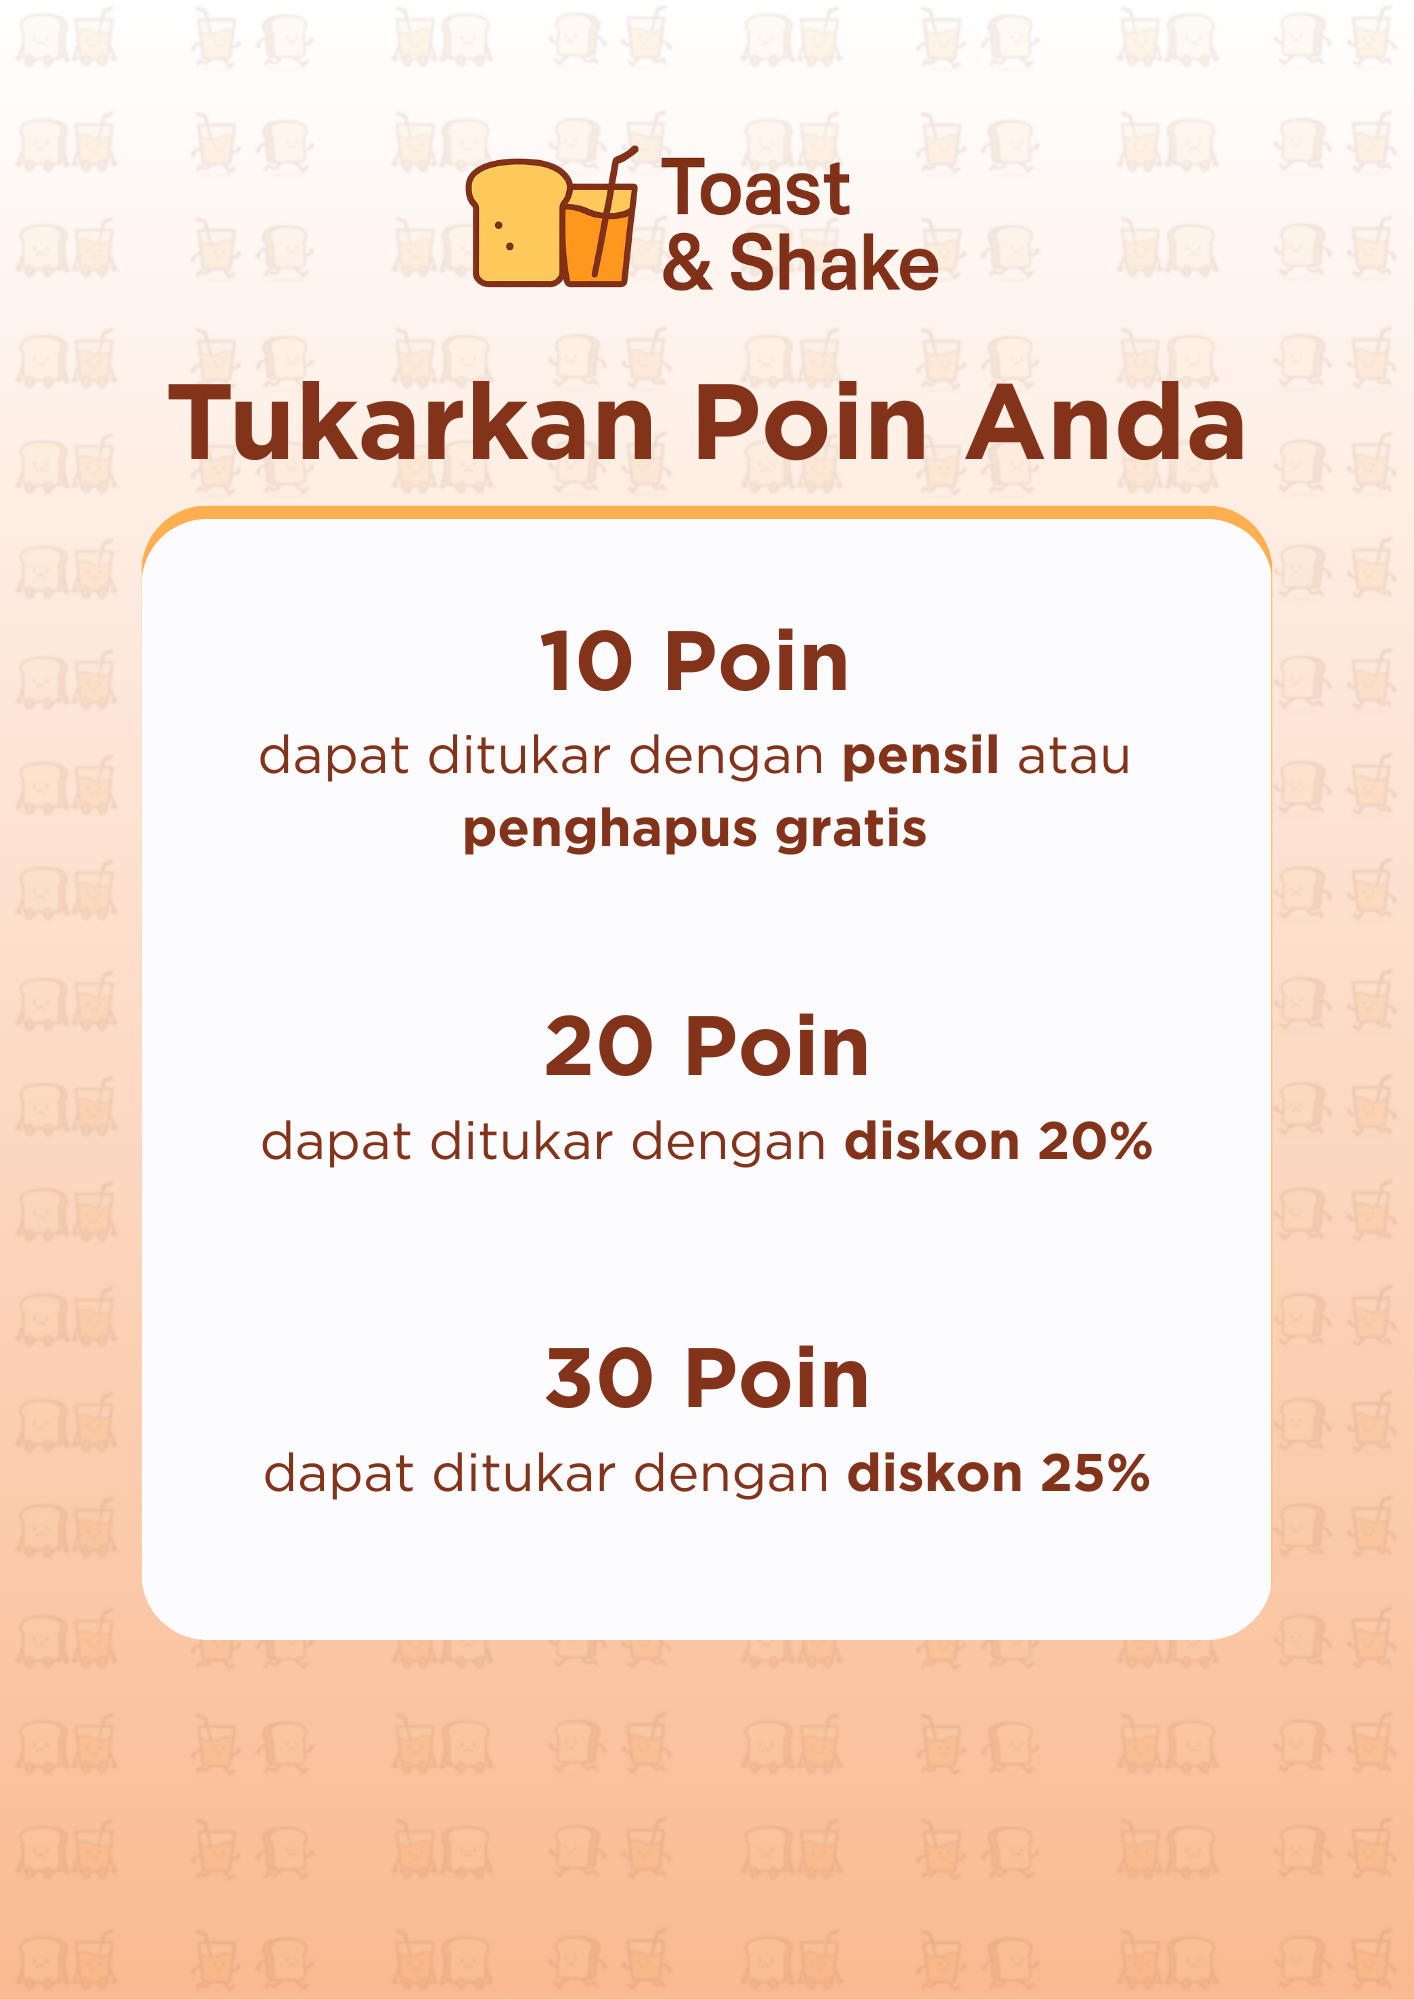 Toast
& Shake
Tukarkan Poin Anda
10 Poin
dapat ditukar dengan pensil atau
penghapus gratis
20 Poin
dapat ditukar dengan diskon 20%
30 Poin
dapat ditukar dengan diskon 25%